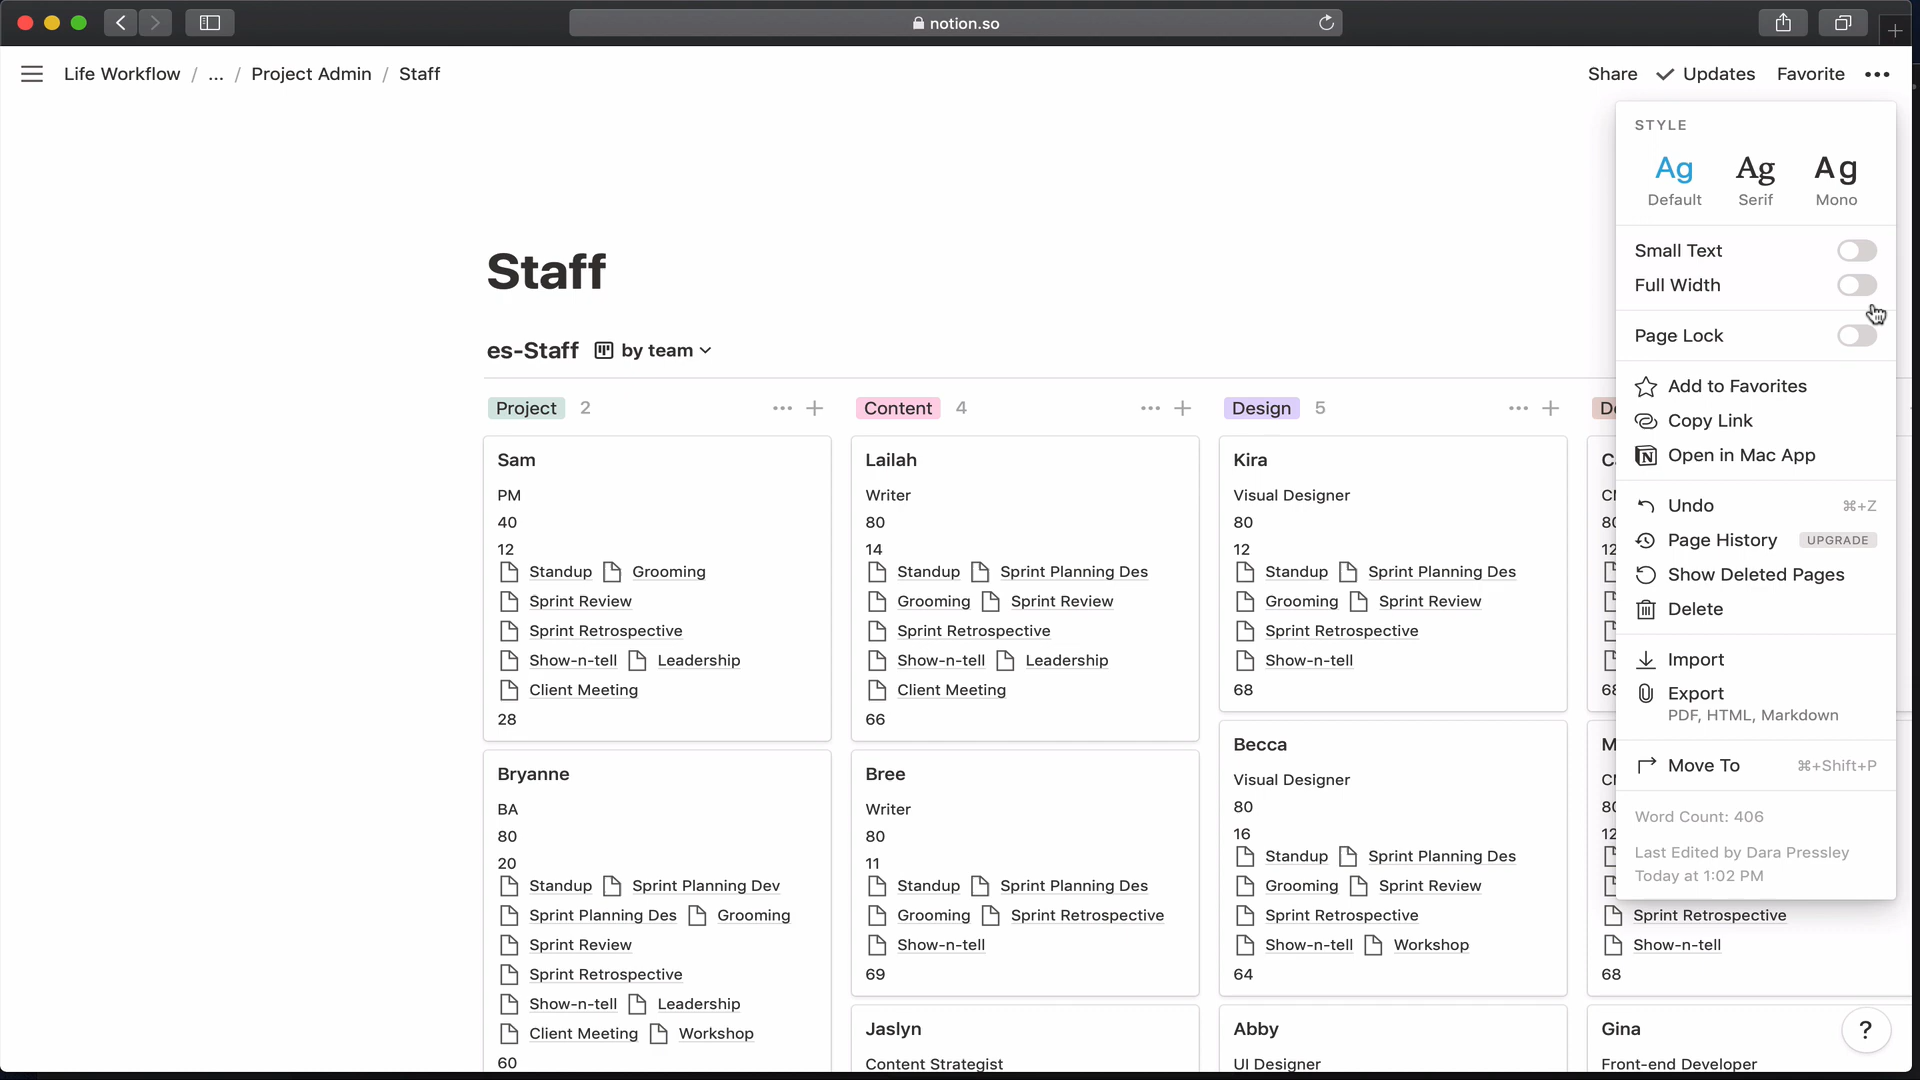 notion.so
Life Workflow / ... / Project Admin / Staff
Share Updates Favorite •••
STYLE
Ag Ag Ag
Default Serif Mono
Small Text
Full Width
Page Lock
Add to Favorites
Copy Link
Open in Mac App
Undo ⌘+Z
Page History UPGRADE
Show Deleted Pages
Delete
Import
Export
PDF, HTML, Markdown
Move To ⌘+Shift+P
Word Count: 406
Last Edited by Dara Pressley
Today at 1:02 PM
Staff
es-Staff by team
Project 2
Sam
PM
40
12
Standup Grooming
Sprint Review
Sprint Retrospective
Show-n-tell Leadership
Client Meeting
28
Bryanne
BA
80
20
Standup Sprint Planning Dev
Sprint Planning Des Grooming
Sprint Review
Sprint Retrospective
Show-n-tell Leadership
Client Meeting Workshop
60
Content 4
Lailah
Writer
80
14
Standup Sprint Planning Des
Grooming Sprint Review
Sprint Retrospective
Show-n-tell Leadership
Client Meeting
66
Bree
Writer
80
11
Standup Sprint Planning Des
Grooming Sprint Retrospective
Show-n-tell
69
Jaslyn
Content Strategist
Design 5
Kira
Visual Designer
80
12
Standup Sprint Planning Des
Grooming Sprint Review
Sprint Retrospective
Show-n-tell
68
Becca
Visual Designer
80
16
Standup Sprint Planning Des
Grooming Sprint Review
Sprint Retrospective
Show-n-tell Workshop
64
Abby
UI Designer
12
12
Sprint Retrospective
Show-n-tell
68
Gina
Front-end Developer
?